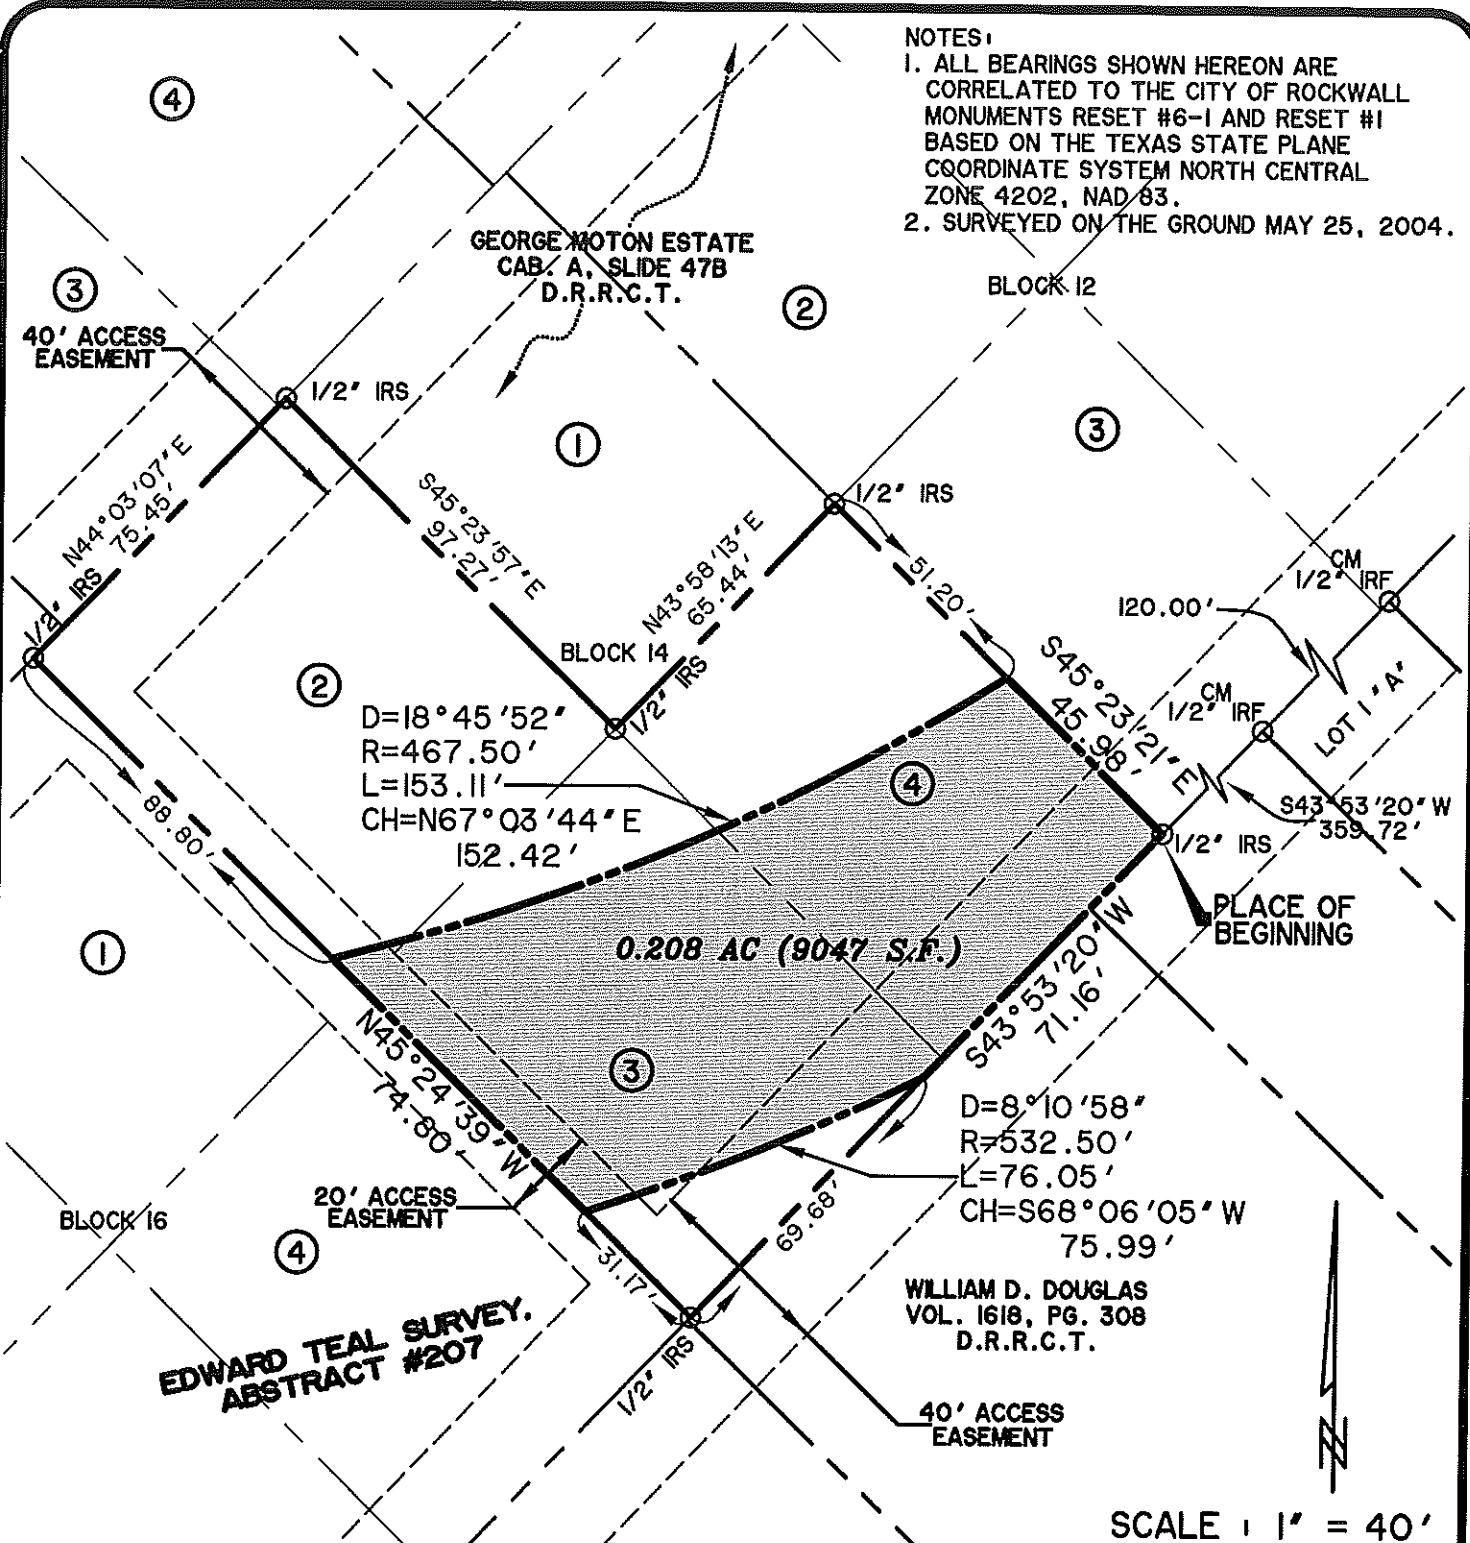 NOTES:
1. ALL BEARINGS SHOWN HEREON ARE
CORRELATED TO THE CITY OF ROCKWALL
MONUMENTS RESET #6-1 AND RESET #1
BASED ON THE TEXAS STATE PLANE
COORDINATE SYSTEM NORTH CENTRAL
ZONE 4202, NAD 83.
2. SURVEYED ON THE GROUND MAY 25, 2004.
4
GEORGE MOTON ESTATE
CAB. A, SLIDE 47B
D.R.R.C.T.
BLOCK 12
3
2
40' ACCESS
EASEMENT
1/2" IRS
1
3
N44°03'07"E
75.45'
S45°23'57"E
97.27'
1/2" IRS
N43°58'13"E
65.44'
51.20'
CM
1/2" IRF
120.00'
1/2" IRS
BLOCK 14
1/2" IRS
S45°23'21"E
45.98'
CM
1/2" IRF
LOT 1 "A"
2
D=18°45'52"
R=467.50'
L=153.11'
CH=N67°03'44"E
152.42'
4
S43°53'20"W
359.72'
88.80'
1/2" IRS
PLACE OF
BEGINNING
1
0.208 AC (9047 S.F.)
S43°53'20"W
71.16'
N45°24'39"W
74.80'
3
D=8°10'58"
R=532.50'
L=76.05'
CH=S68°06'05"W
75.99'
20' ACCESS
EASEMENT
BLOCK 16
4
69.68'
31.17'
WILLIAM D. DOUGLAS
VOL. 1618, PG. 308
D.R.R.C.T.
EDWARD TEAL SURVEY,
ABSTRACT #207
1/2" IRS
40' ACCESS
EASEMENT
N
SCALE : 1" = 40'